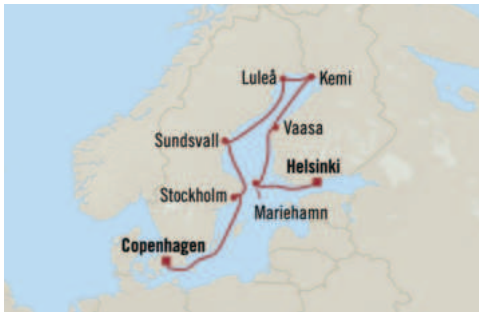 Luleå
Kemi
Vaasa
Sundsvall
Helsinki
Stockholm
Mariehamn
Copenhagen